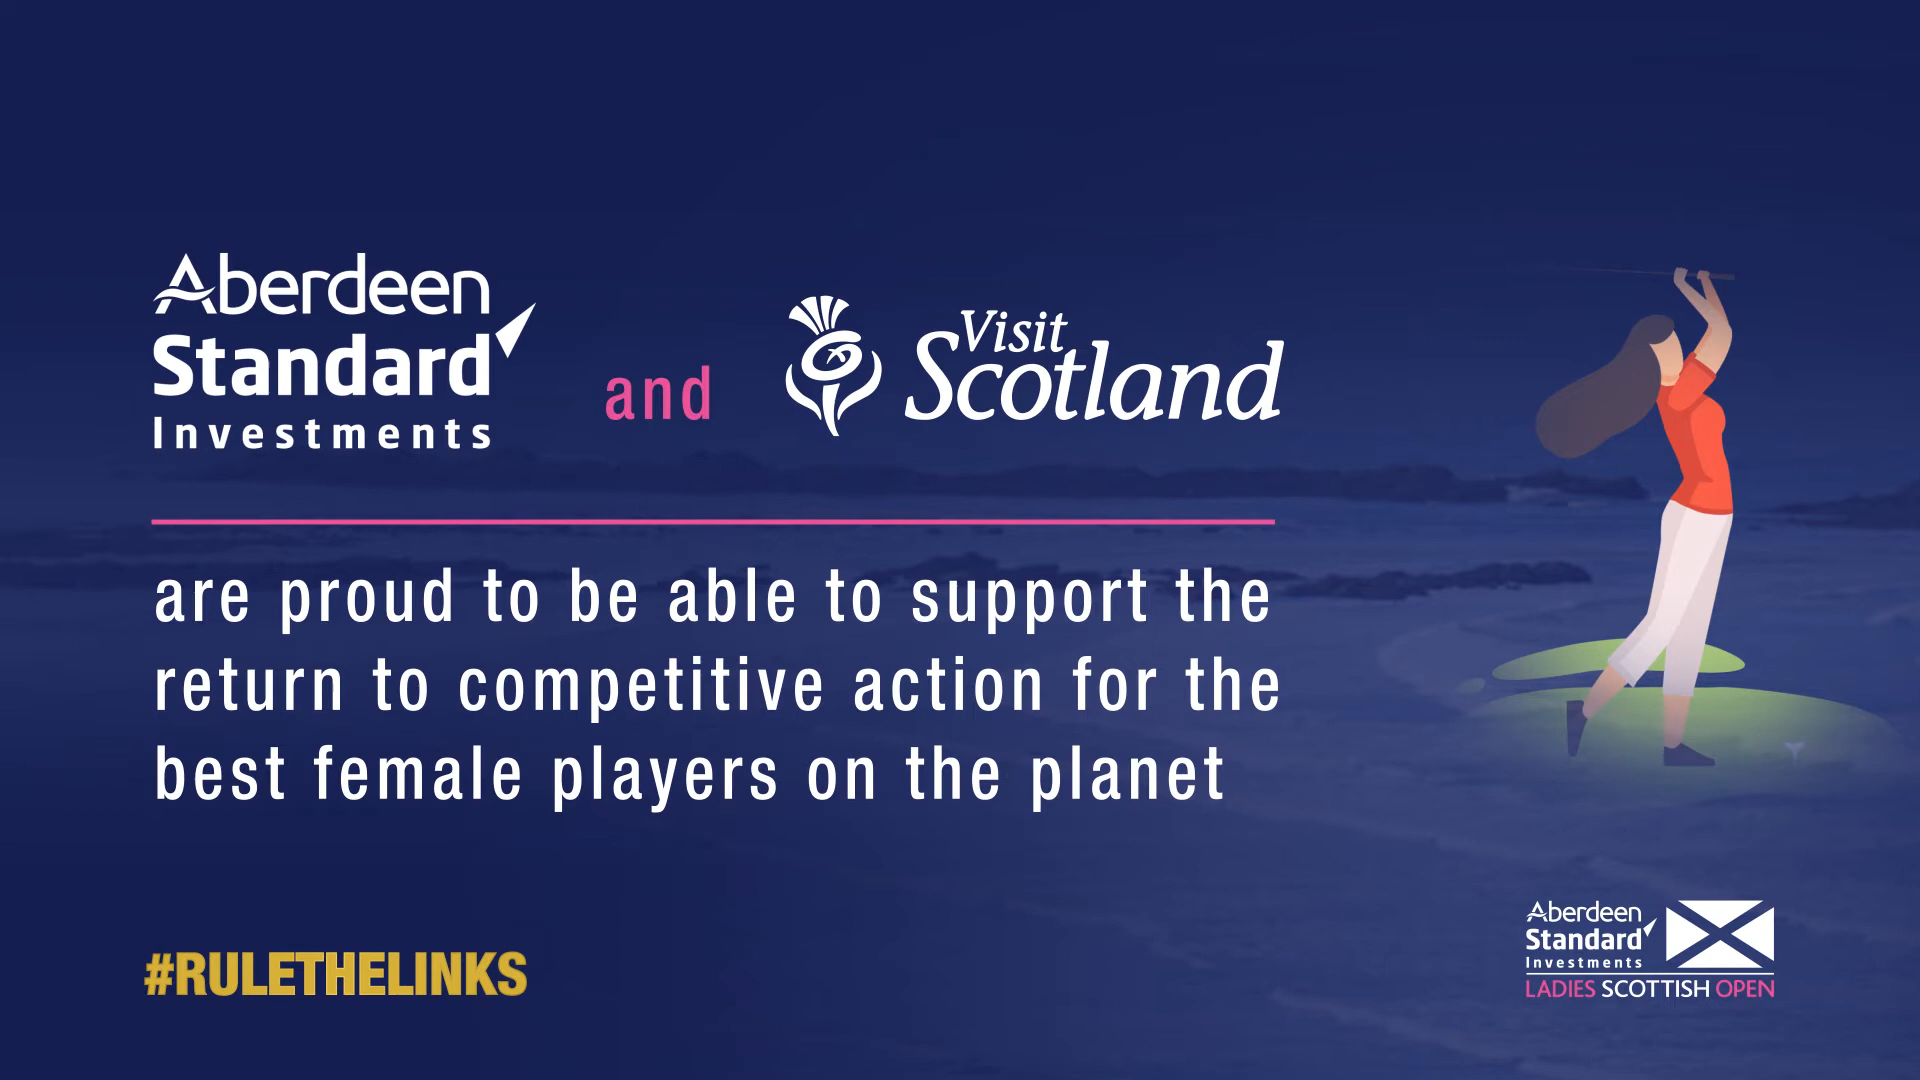 Aberdeen
Standard
Investments
and
Visit
Scotland
are proud to be able to support the
return to competitive action for the
best female players on the planet
#RULETHELINKS
Aberdeen
Standard
Investments
LADIES SCOTTISH OPEN